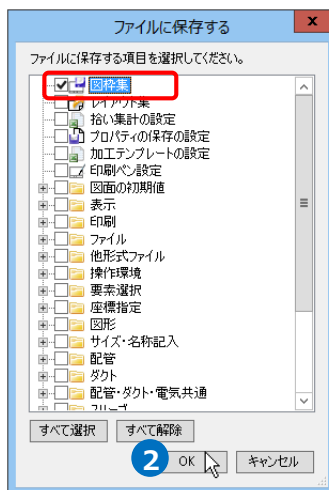 ファイルに保存する
x
ファイルに保存する項目を選択してください。
図枠集
レイアウト集
拾い集計の設定
プロパティの保存の設定
加工テンプレートの設定
印刷ペン設定
図面の初期値
表示
印刷
ファイル
他形式ファイル
操作環境
要素選択
座標指定
図形
サイズ・名称記入
配管
ダクト
配管・ダクト・電気共通
スリーブ
すべて選択 すべて解除
2 OK キャンセル